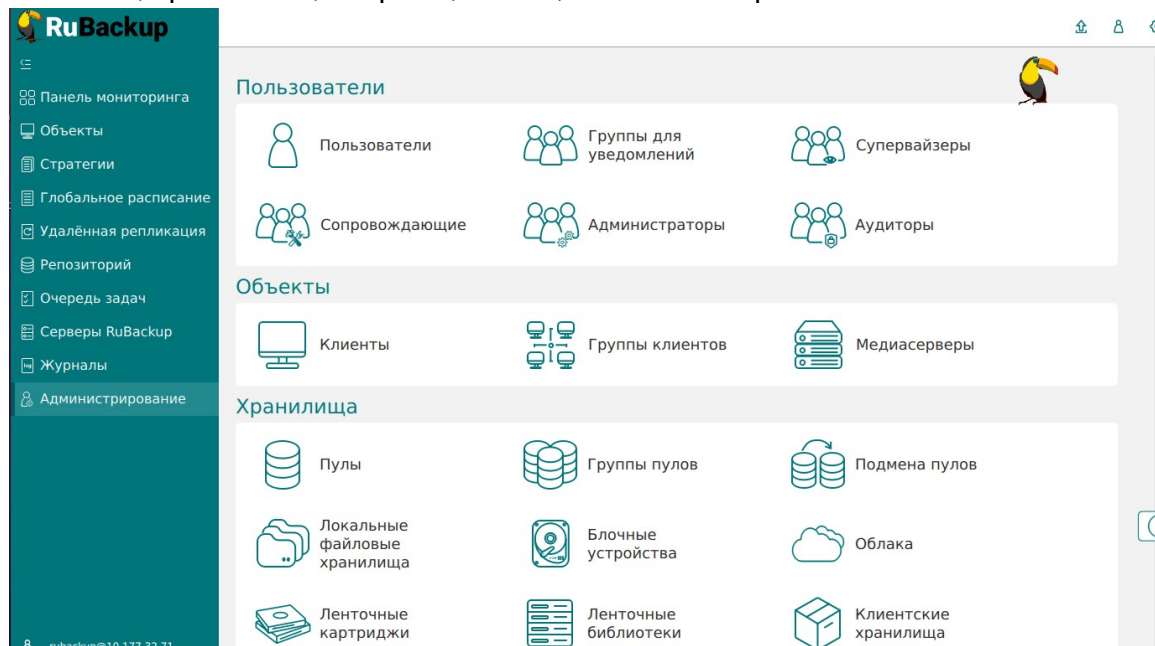 RuBackup
Панель мониторинга
Объекты
Стратегии
Глобальное расписание
Удалённая репликация
Репозиторий
Очередь задач
Серверы RuBackup
Журналы
Администрирование
Пользователи
Пользователи
Группы для
уведомлений
Супервайзеры
Сопровождающие
Администраторы
Аудиторы
Объекты
Клиенты
Группы клиентов
Медиасерверы
Хранилища
Пулы
Группы пулов
Подмена пулов
Локальные
файловые
хранилища
Блочные
устройства
Облака
Ленточные
картриджи
Ленточные
библиотеки
Клиентские
хранилища